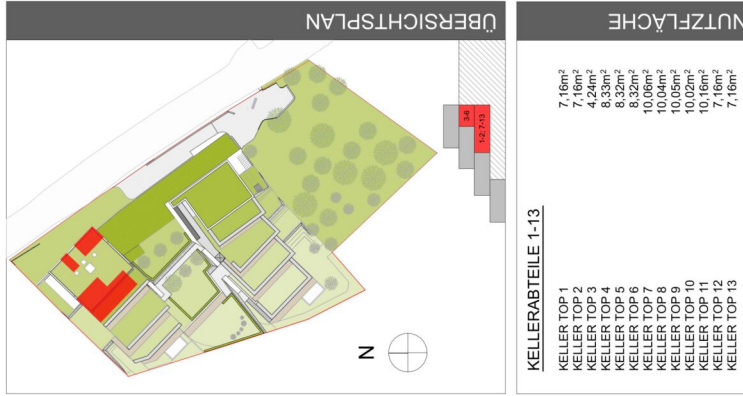 ÜBERSICHTSPLAN
3-6
1-2; 7-13
N
NUTZFLÄCHE
KELLERABTEILE 1-13
KELLER TOP 1 7,16m²
KELLER TOP 2 7,16m²
KELLER TOP 3 4,24m²
KELLER TOP 4 8,33m²
KELLER TOP 5 8,32m²
KELLER TOP 6 8,32m²
KELLER TOP 7 10,06m²
KELLER TOP 8 10,04m²
KELLER TOP 9 10,05m²
KELLER TOP 10 10,02m²
KELLER TOP 11 10,16m²
KELLER TOP 12 7,16m²
KELLER TOP 13 7,16m²